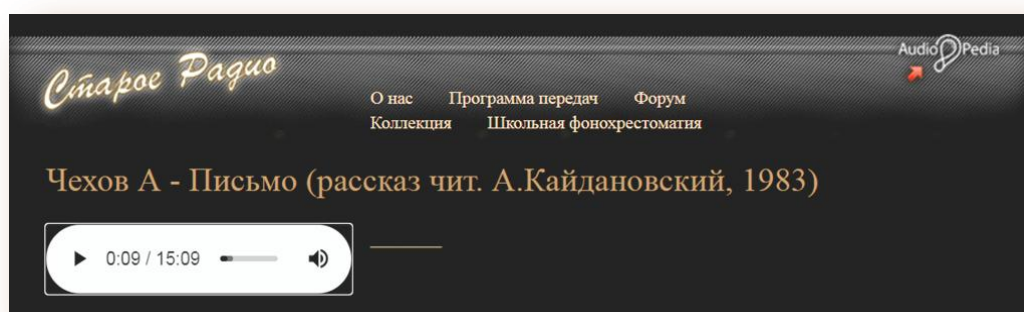 Старое Радио
AudioPedia
О нас Программа передач Форум
Коллекция Школьная фонохрестоматия
Чехов А - Письмо (рассказ чит. А.Кайдановский, 1983)
0:09 / 15:09